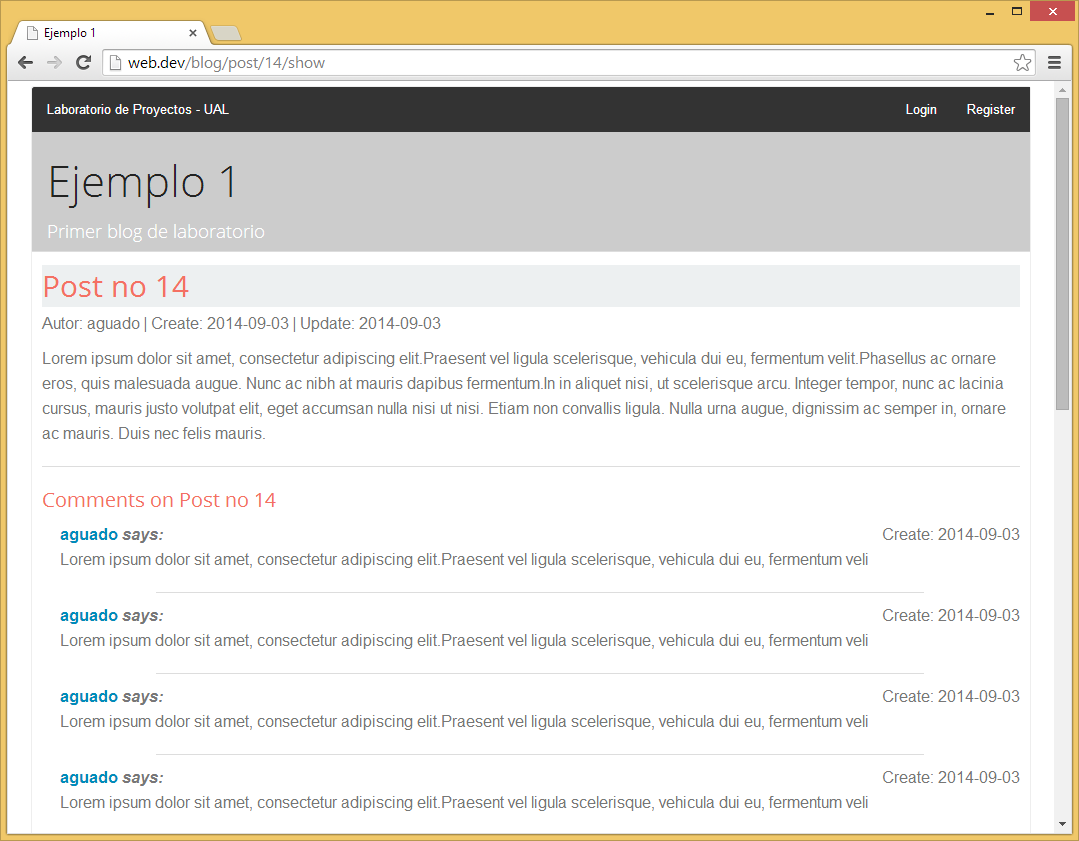 Ejemplo 1
web.dev/blog/post/14/show
Laboratorio de Proyectos - UAL Login Register
Ejemplo 1
Primer blog de laboratorio
Post no 14
Autor: aguado | Create: 2014-09-03 | Update: 2014-09-03
Lorem ipsum dolor sit amet, consectetur adipiscing elit.Praesent vel ligula scelerisque, vehicula dui eu, fermentum velit.Phasellus ac ornare
eros, quis malesuada augue. Nunc ac nibh at mauris dapibus fermentum.In in aliquet nisi, ut scelerisque arcu. Integer tempor, nunc ac lacinia
cursus, mauris justo volutpat elit, eget accumsan nulla nisi ut nisi. Etiam non convallis ligula. Nulla urna augue, dignissim ac semper in, ornare
ac mauris. Duis nec felis mauris.
Comments on Post no 14
aguado says: Create: 2014-09-03
Lorem ipsum dolor sit amet, consectetur adipiscing elit.Praesent vel ligula scelerisque, vehicula dui eu, fermentum veli
aguado says: Create: 2014-09-03
Lorem ipsum dolor sit amet, consectetur adipiscing elit.Praesent vel ligula scelerisque, vehicula dui eu, fermentum veli
aguado says: Create: 2014-09-03
Lorem ipsum dolor sit amet, consectetur adipiscing elit.Praesent vel ligula scelerisque, vehicula dui eu, fermentum veli
aguado says: Create: 2014-09-03
Lorem ipsum dolor sit amet, consectetur adipiscing elit.Praesent vel ligula scelerisque, vehicula dui eu, fermentum veli